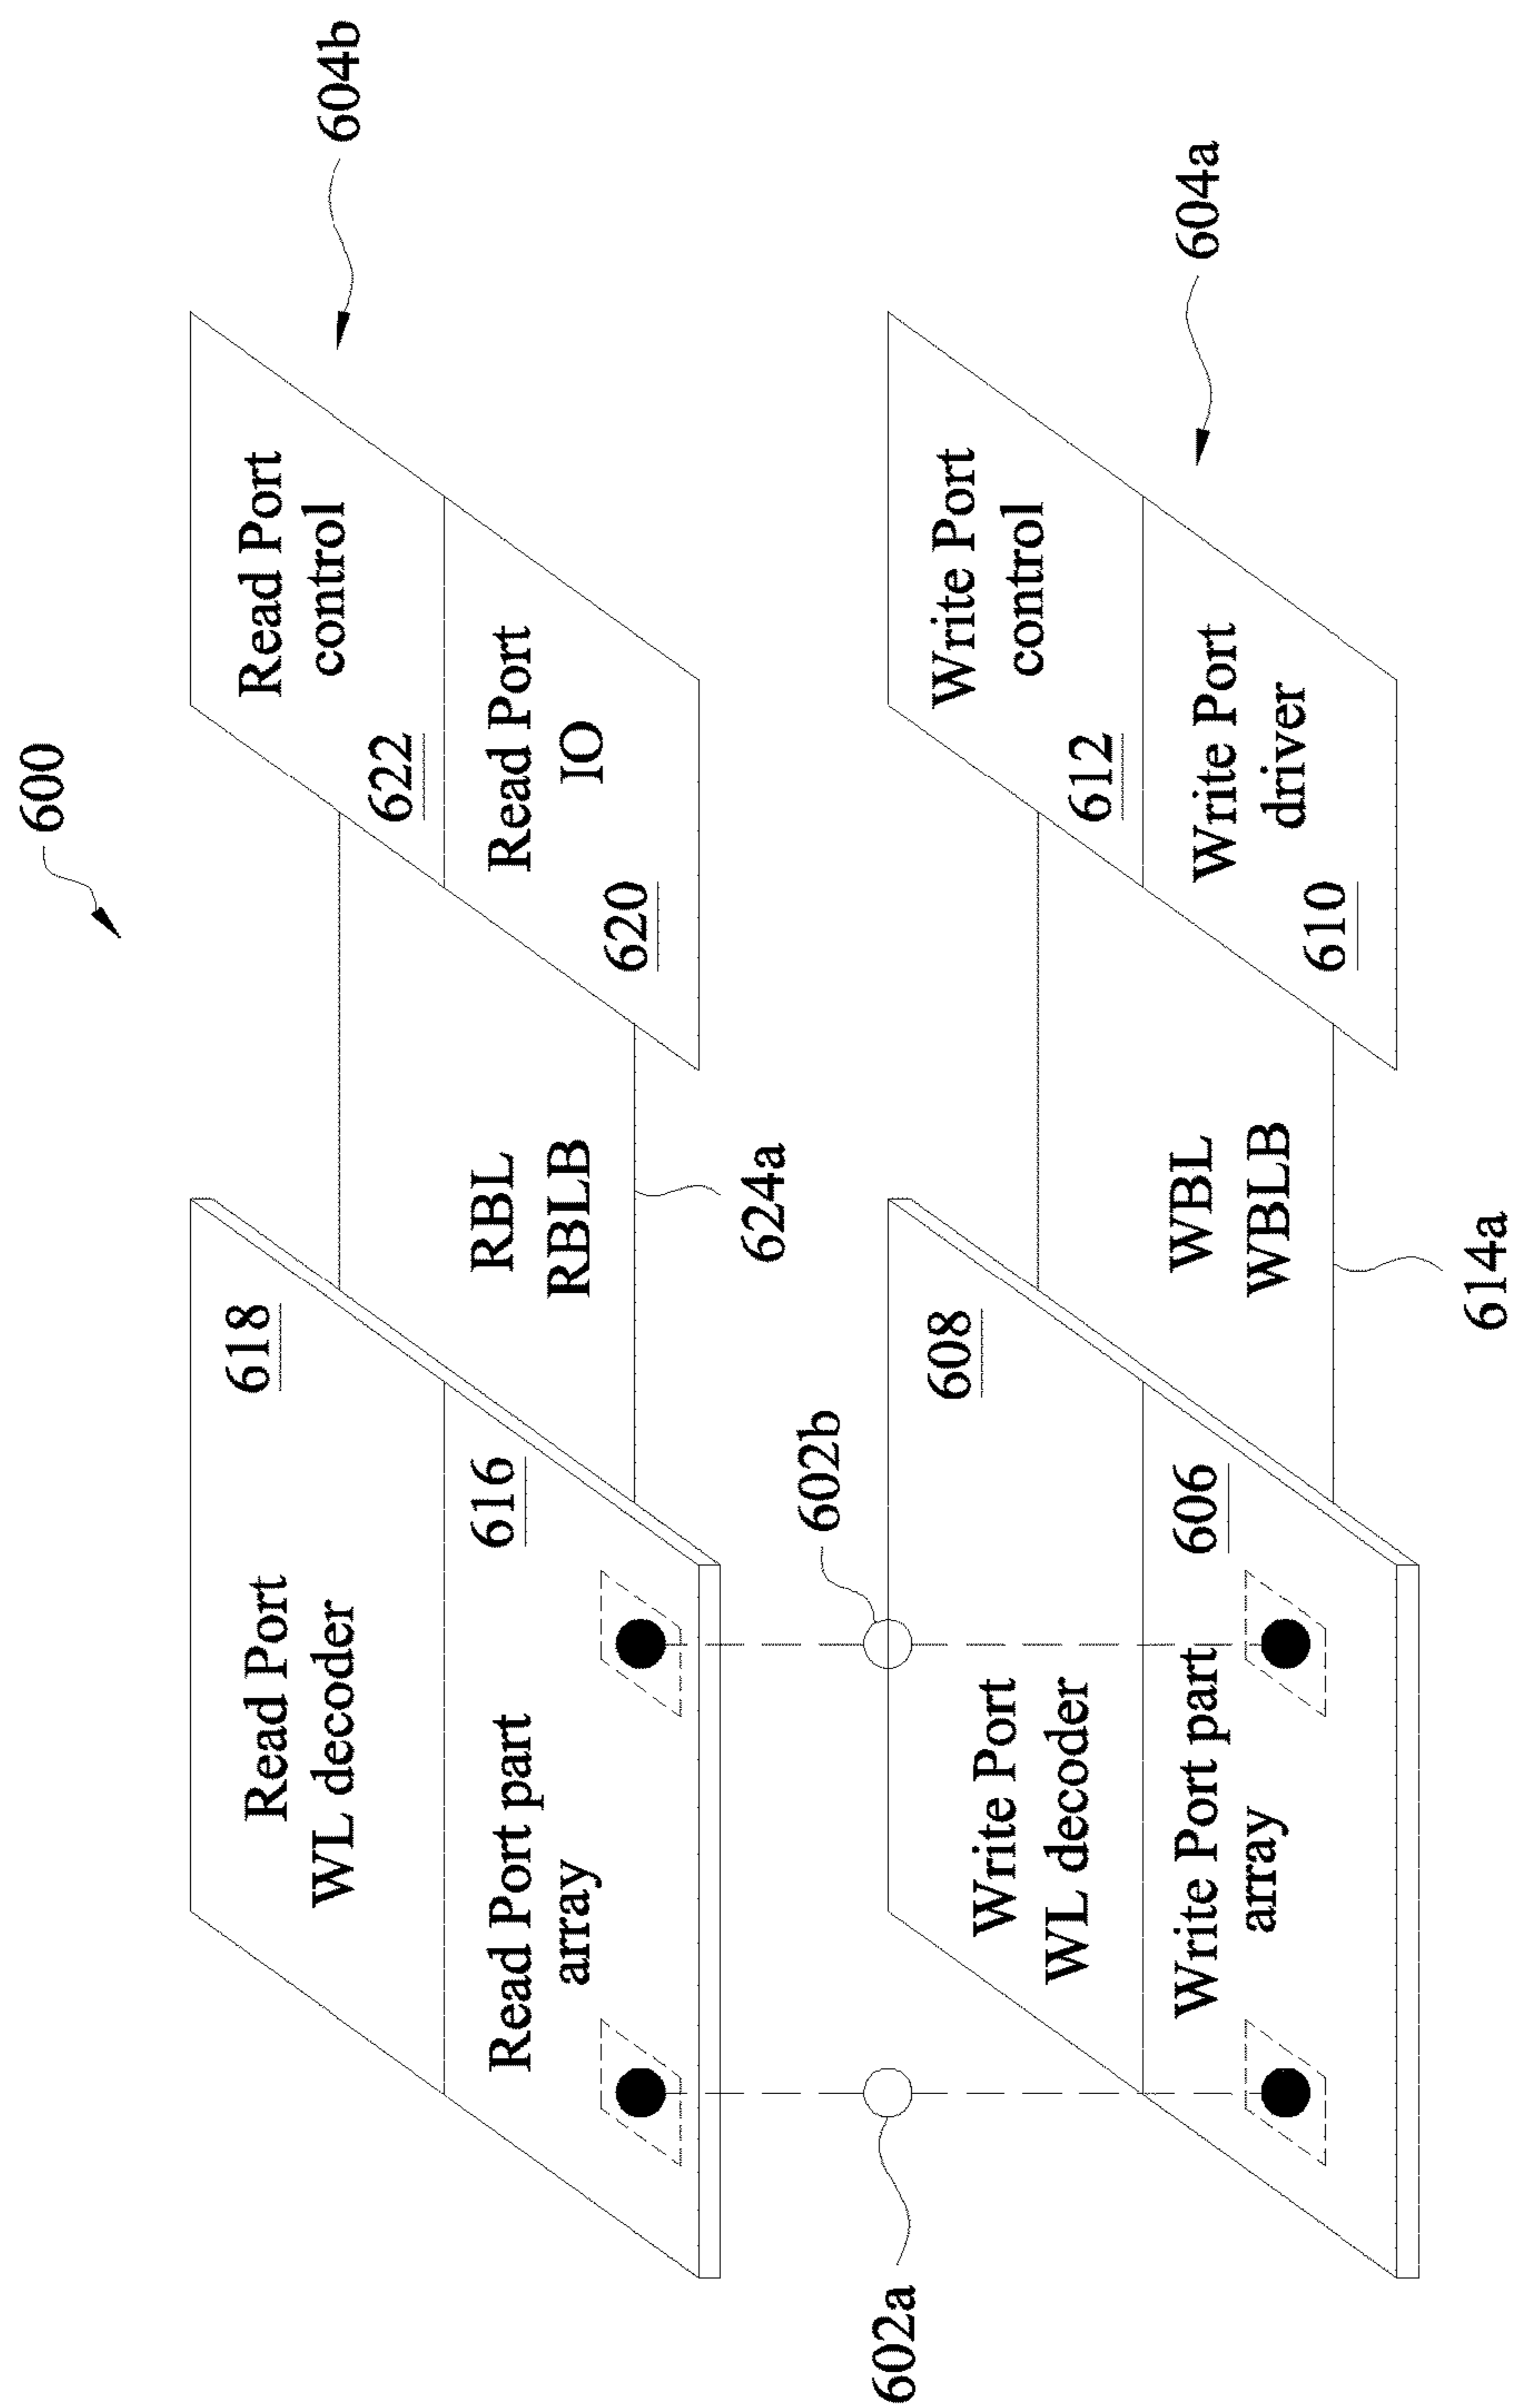 600
604b
Read Port
WL decoder
618
Read Port
control
622
Read Port part
array
616
RBL
RBLB
Read Port
IO
620
624a
602a
602b
604a
Write Port
WL decoder
608
Write Port
control
612
Write Port part
array
606
WBL
WBLB
Write Port
driver
610
614a